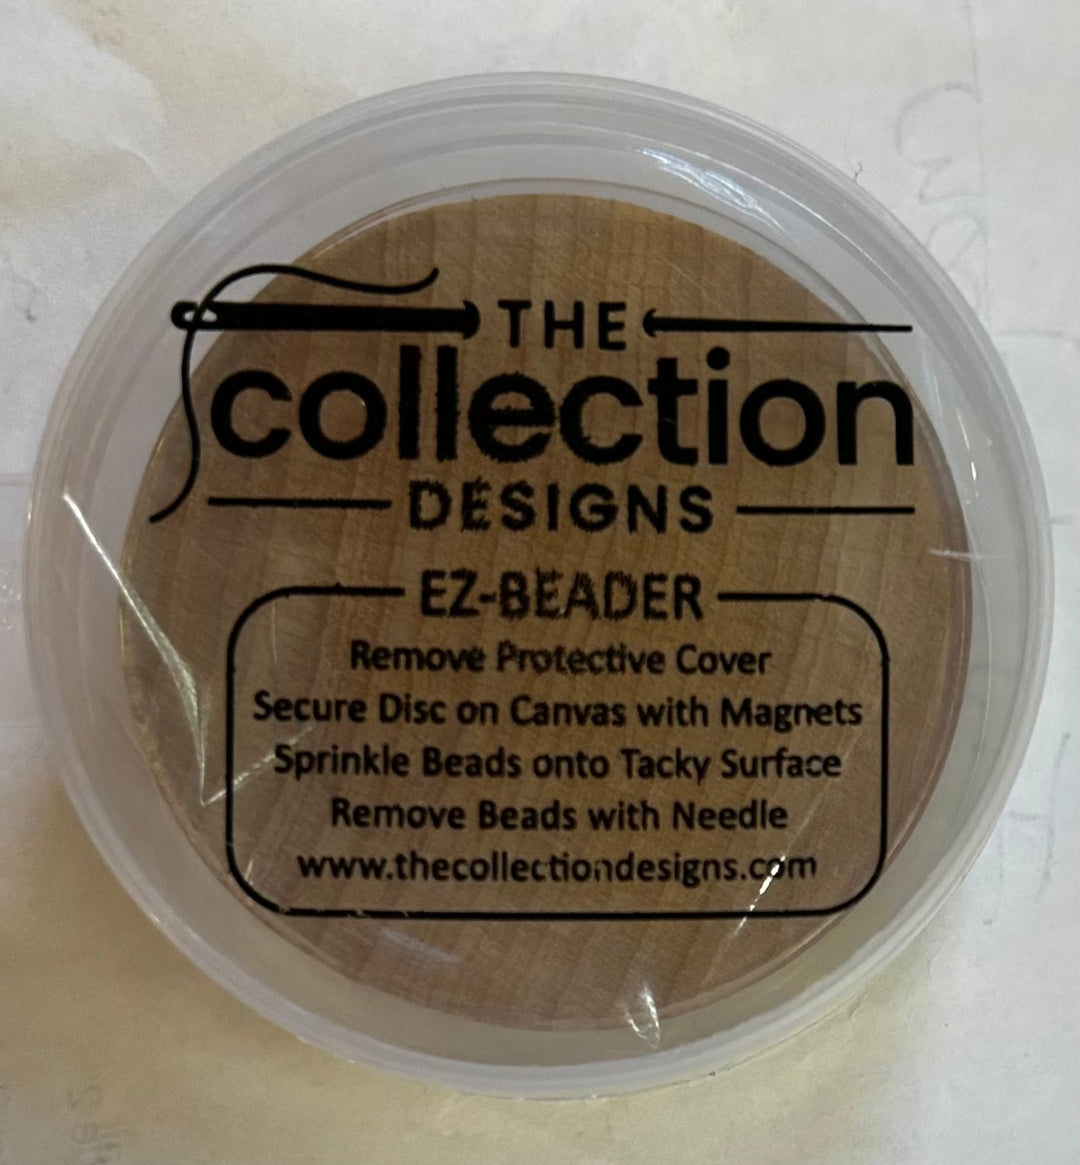 THE
collection
DESIGNS
EZ-BEADER
Remove Protective Cover
Secure Disc on Canvas with Magnets
Sprinkle Beads onto Tacky Surface
Remove Beads with Needle
www.thecollectiondesigns.com